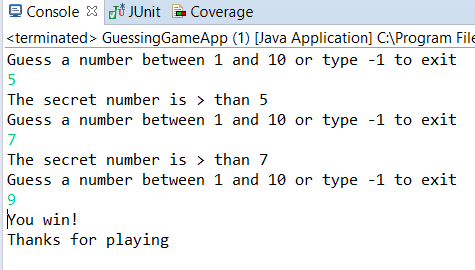 Console JUnit Coverage
<terminated> GuessingGameApp (1) [Java Application] C:\Program File
Guess a number between 1 and 10 or type -1 to exit
5
The secret number is > than 5
Guess a number between 1 and 10 or type -1 to exit
7
The secret number is > than 7
Guess a number between 1 and 10 or type -1 to exit
9
You win!
Thanks for playing